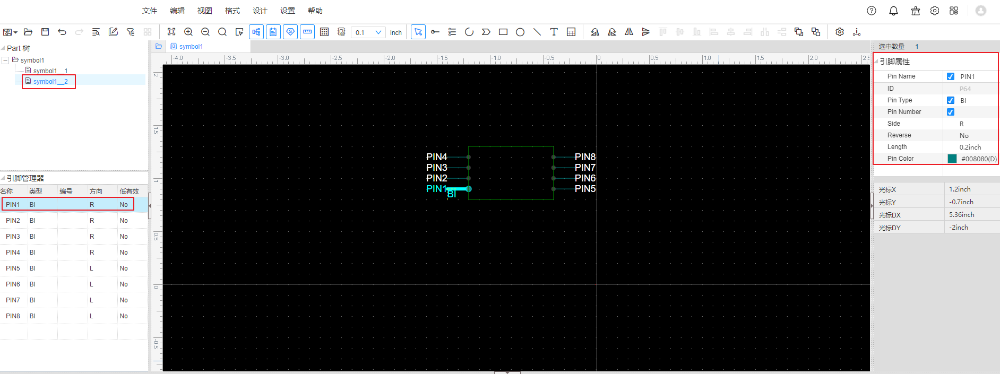 文件 编辑 视图 格式 设计 设置 帮助
0.1 inch
Part 树
symbol1
symbol1__1
symbol1__2
引脚管理器
名称 类型 编号 方向 低有效
PIN1 BI R No
PIN2 BI R No
PIN3 BI R No
PIN4 BI R No
PIN5 BI L No
PIN6 BI L No
PIN7 BI L No
PIN8 BI L No
symbol1
-4.0 -3.5 -3.0 -2.5 -2.0 -1.5 -1.0 -0.5 0 0.5 1.0 1.5 2.0 2.5
2
1.5
1
0.5
0
-0.5
PIN4 PIN8
PIN3 PIN7
PIN2 PIN6
PIN1 PIN5
BI
选中数量 1
引脚属性
Pin Name PIN1
ID P64
Pin Type BI
Pin Number
Side R
Reverse No
Length 0.2inch
Pin Color #008080(D)
光标X 1.2inch
光标Y -0.7inch
光标DX 5.36inch
光标DY -2inch